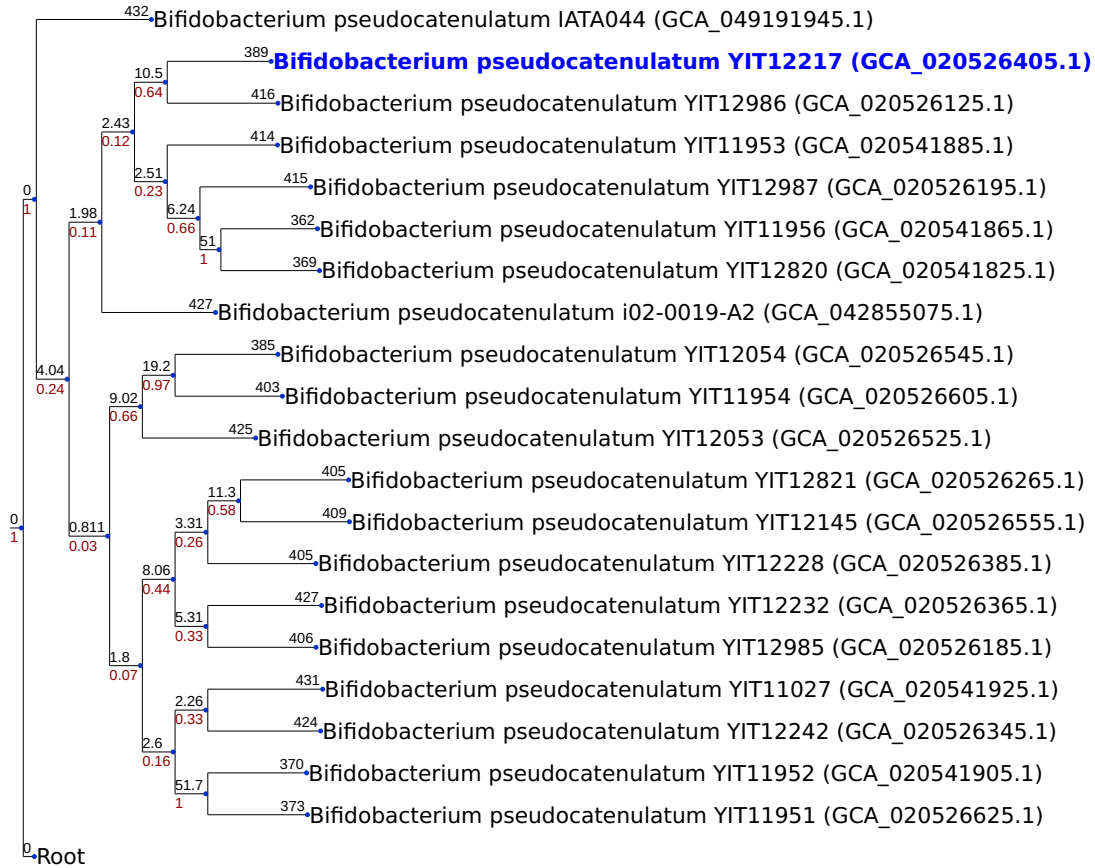 432 Bifidobacterium pseudocatenulatum IATA044 (GCA_049191945.1)
389 Bifidobacterium pseudocatenulatum YIT12217 (GCA_020526405.1)
10.5
0.64
416 Bifidobacterium pseudocatenulatum YIT12986 (GCA_020526125.1)
2.43
0.12
414 Bifidobacterium pseudocatenulatum YIT11953 (GCA_020541885.1)
2.51
0.23
415 Bifidobacterium pseudocatenulatum YIT12987 (GCA_020526195.1)
0
1
6.24
0.66
1.98
0.11
362 Bifidobacterium pseudocatenulatum YIT11956 (GCA_020541865.1)
51
1
369 Bifidobacterium pseudocatenulatum YIT12820 (GCA_020541825.1)
427 Bifidobacterium pseudocatenulatum i02-0019-A2 (GCA_042855075.1)
385 Bifidobacterium pseudocatenulatum YIT12054 (GCA_020526545.1)
4.04
0.24
19.2
0.97
403 Bifidobacterium pseudocatenulatum YIT11954 (GCA_020526605.1)
9.02
0.66
425 Bifidobacterium pseudocatenulatum YIT12053 (GCA_020526525.1)
405 Bifidobacterium pseudocatenulatum YIT12821 (GCA_020526265.1)
11.3
0.58
409 Bifidobacterium pseudocatenulatum YIT12145 (GCA_020526555.1)
0
1
3.31
0.26
0.811
0.03
405 Bifidobacterium pseudocatenulatum YIT12228 (GCA_020526385.1)
8.06
0.44
427 Bifidobacterium pseudocatenulatum YIT12232 (GCA_020526365.1)
5.31
0.33
406 Bifidobacterium pseudocatenulatum YIT12985 (GCA_020526185.1)
1.8
0.07
431 Bifidobacterium pseudocatenulatum YIT11027 (GCA_020541925.1)
2.26
0.33
424 Bifidobacterium pseudocatenulatum YIT12242 (GCA_020526345.1)
2.6
0.16
370 Bifidobacterium pseudocatenulatum YIT11952 (GCA_020541905.1)
51.7
1
373 Bifidobacterium pseudocatenulatum YIT11951 (GCA_020526625.1)
0 Root